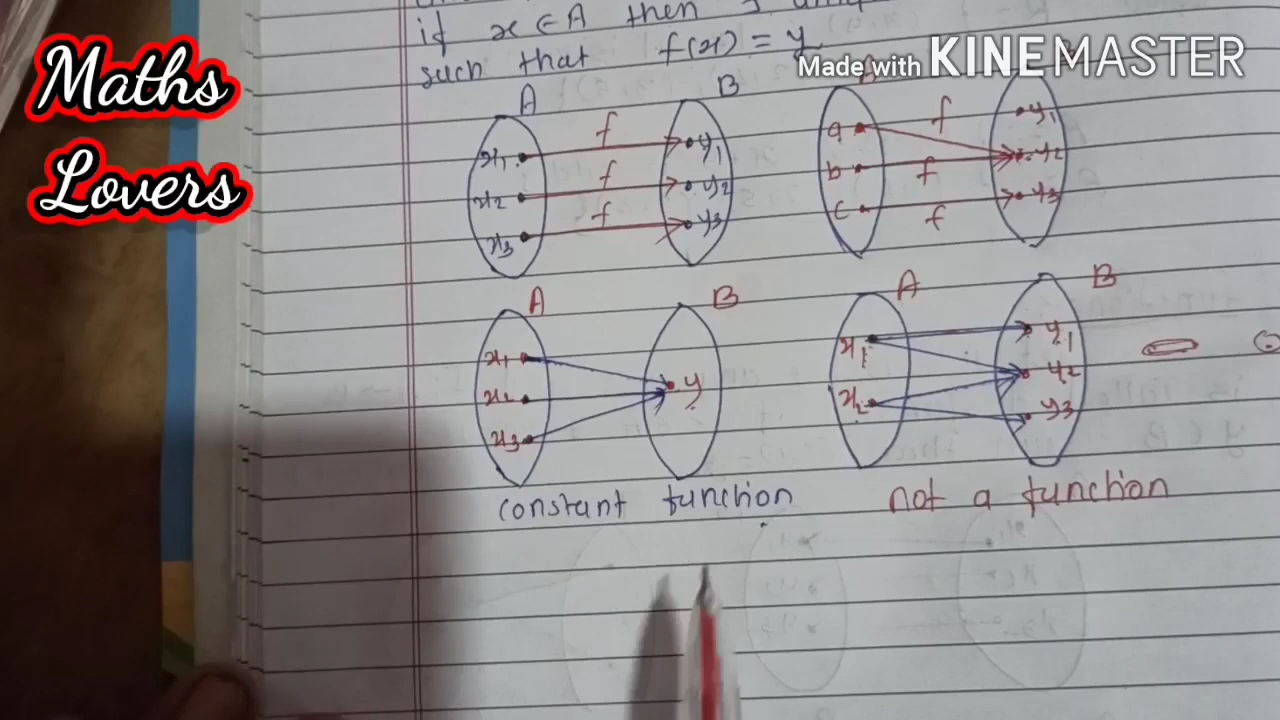 if x ∈ A then
such that f(x) = y
Made with KINEMASTER
Maths
Lovers
A B
x1 f y1
x2 f y2
x3 f y3
A
a f y1
b f y2
c f y3
A B
x1
x2 y
x3
constant function
A B
x1 y1
x2 y2
y3
not a function